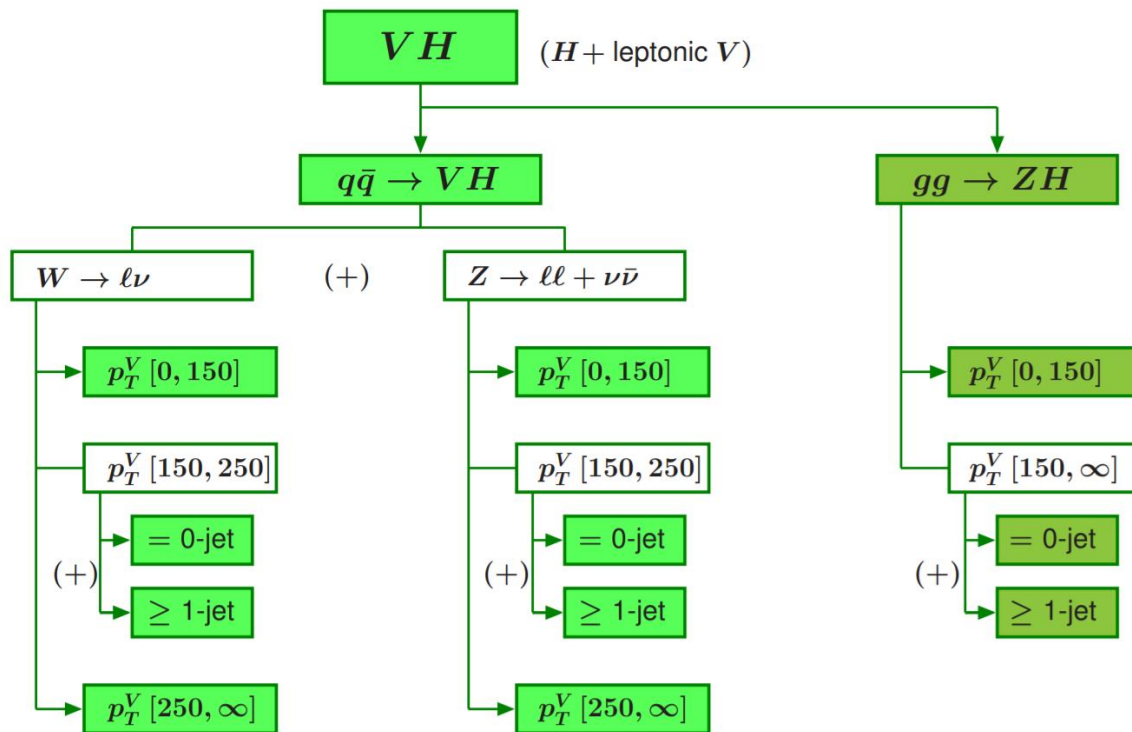 VH (H + leptonic V)
qq̄ → VH
gg → ZH
W → ℓν
(+)
Z → ℓℓ + νν̄
p_T^V [0, 150]
p_T^V [0, 150]
p_T^V [0, 150]
p_T^V [150, 250]
p_T^V [150, 250]
p_T^V [150, ∞]
= 0-jet
= 0-jet
= 0-jet
(+)
(+)
(+)
≥ 1-jet
≥ 1-jet
≥ 1-jet
p_T^V [250, ∞]
p_T^V [250, ∞]